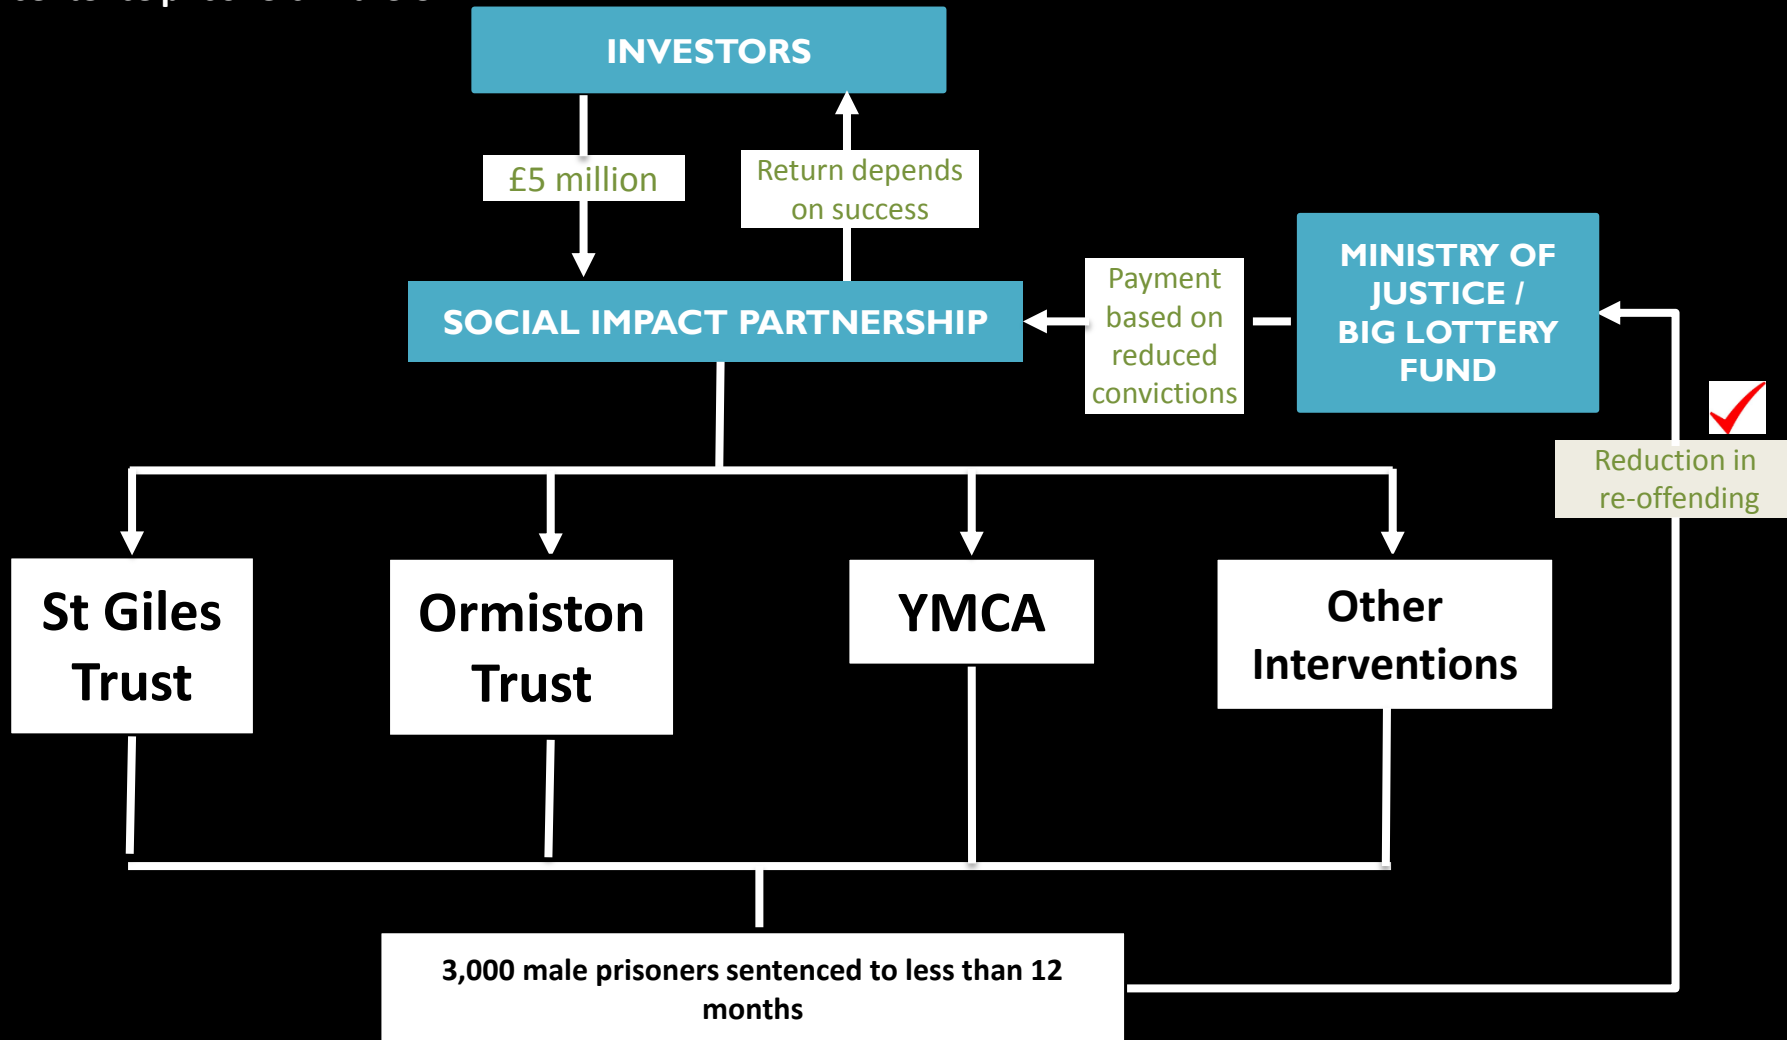 INVESTORS
£5 million
Return depends
on success
SOCIAL IMPACT PARTNERSHIP
Payment
based on
reduced
convictions
MINISTRY OF
JUSTICE /
BIG LOTTERY
FUND
Reduction in
re-offending
St Giles
Trust
Ormiston
Trust
YMCA
Other
Interventions
3,000 male prisoners sentenced to less than 12
months